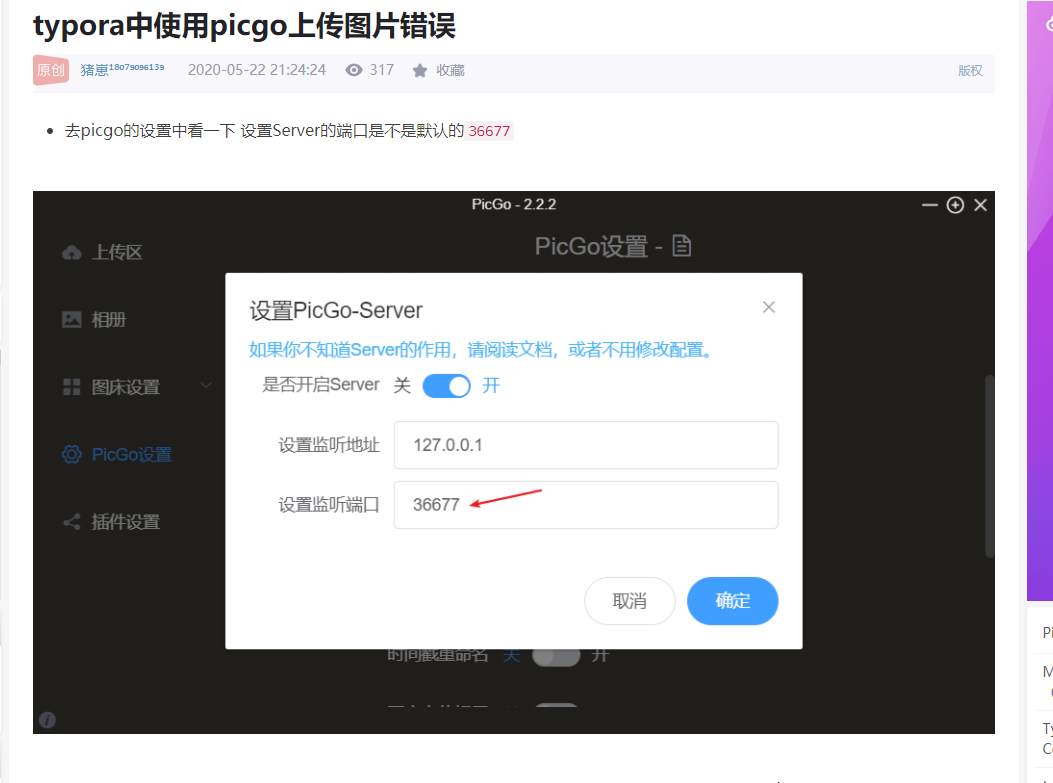 typora中使用picgo上传图片错误
原创 猪崽18079096139 2020-05-22 21:24:24 317 收藏 版权
去picgo的设置中看一下 设置Server的端口是不是默认的 36677
PicGo - 2.2.2
上传区
PicGo设置 -
相册
图床设置
PicGo设置
插件设置
设置PicGo-Server
如果你不知道Server的作用，请阅读文档，或者不用修改配置。
是否开启Server 关 开
设置监听地址 127.0.0.1
设置监听端口 36677
取消 确定
时间戳重命名 关 开
Pi
M
Ty